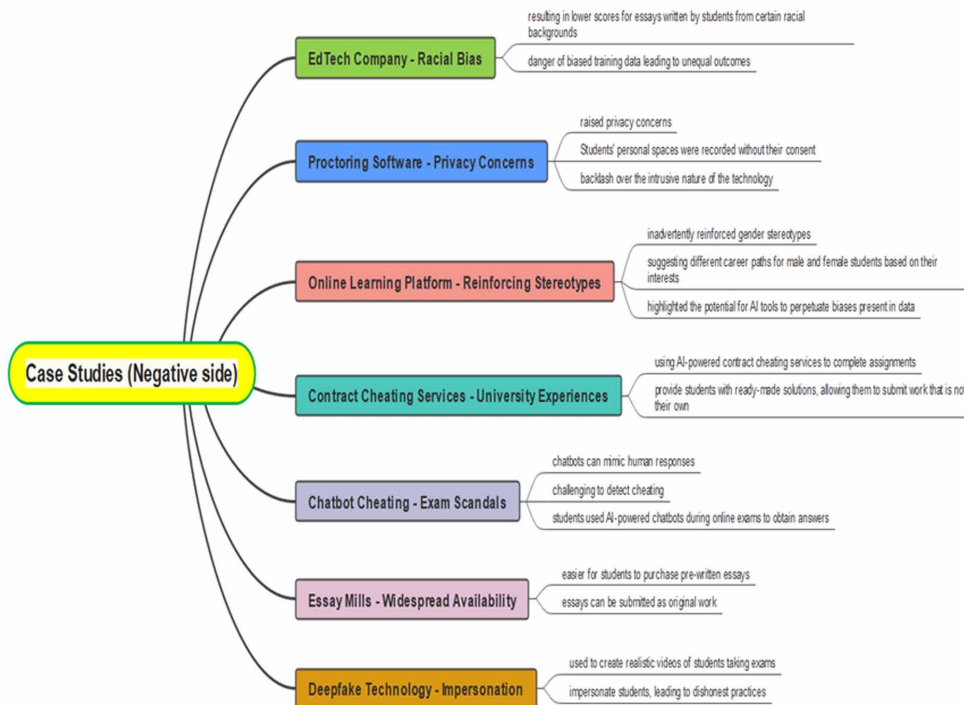 resulting in lower scores for essays written by students from certain racial
backgrounds
EdTech Company - Racial Bias
danger of biased training data leading to unequal outcomes
raised privacy concerns
Proctoring Software - Privacy Concerns
Students' personal spaces were recorded without their consent
backlash over the intrusive nature of the technology
inadvertently reinforced gender stereotypes
Online Learning Platform - Reinforcing Stereotypes
suggesting different career paths for male and female students based on their
interests
highlighted the potential for AI tools to perpetuate biases present in data
Case Studies (Negative side)
using AI-powered contract cheating services to complete assignments
Contract Cheating Services - University Experiences
provide students with ready-made solutions, allowing them to submit work that is not
their own
chatbots can mimic human responses
Chatbot Cheating - Exam Scandals
challenging to detect cheating
students used AI-powered chatbots during online exams to obtain answers
easier for students to purchase pre-written essays
Essay Mills - Widespread Availability
essays can be submitted as original work
used to create realistic videos of students taking exams
Deepfake Technology - Impersonation
impersonate students, leading to dishonest practices